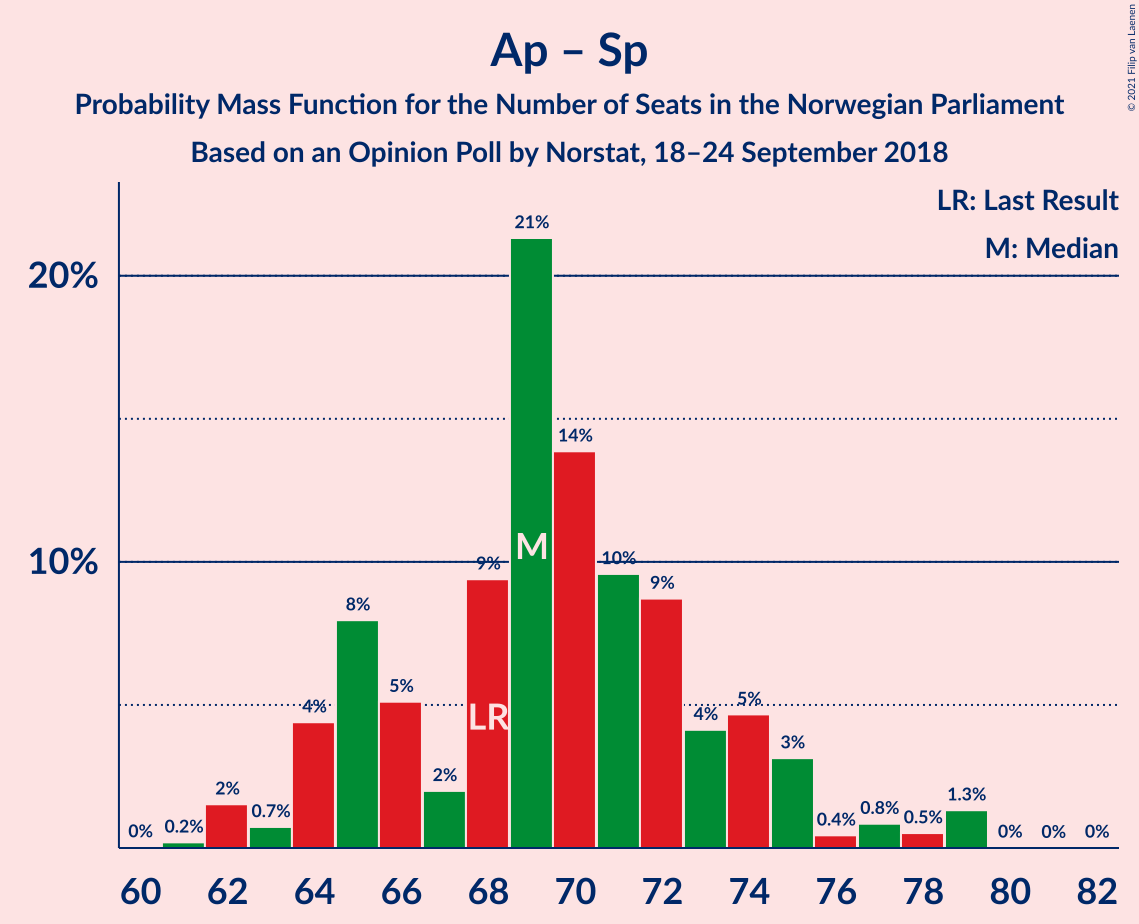 Ap – Sp
Probability Mass Function for the Number of Seats in the Norwegian Parliament
Based on an Opinion Poll by Norstat, 18–24 September 2018
© 2021 Filip van Laenen
LR: Last Result
M: Median
20%
10%
0%
0.2%
2%
0.7%
4%
8%
5%
2%
9%
21%
14%
10%
9%
4%
5%
3%
0.4%
0.8%
0.5%
1.3%
0%
0%
0%
LR
M
60 62 64 66 68 70 72 74 76 78 80 82